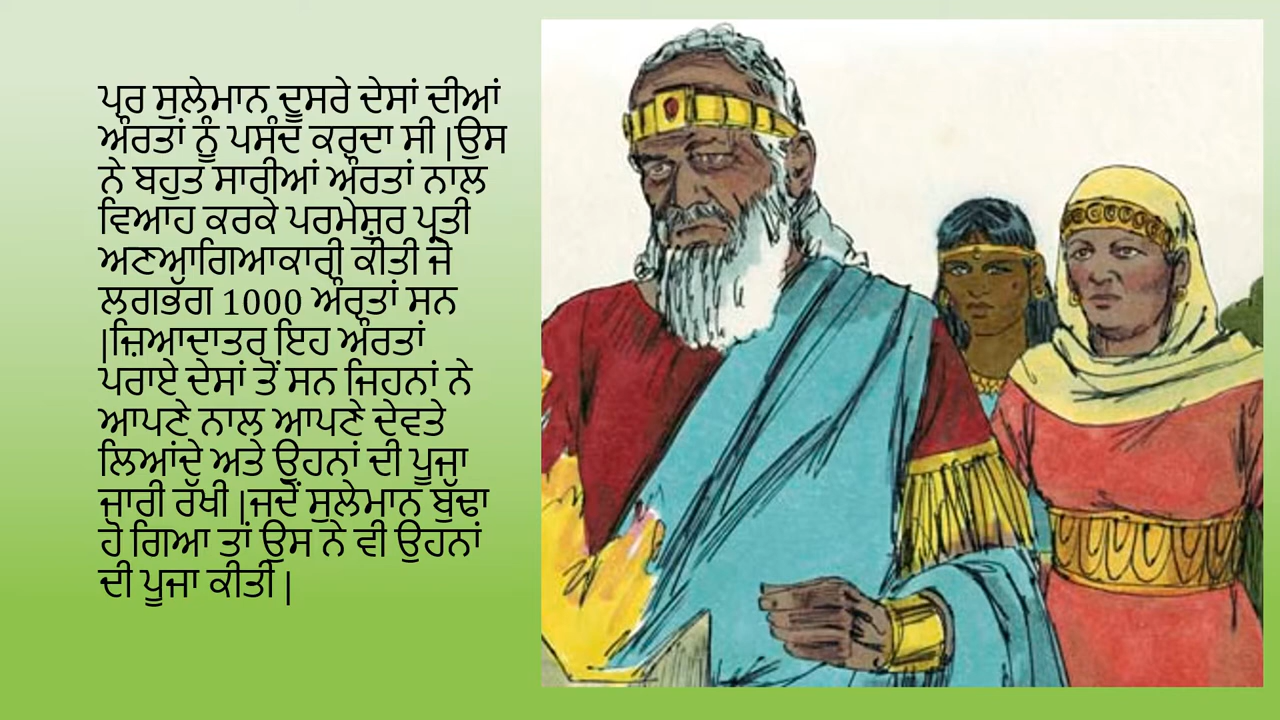 ਪਰ ਸੁਲੇਮਾਨ ਦੂਸਰੇ ਦੇਸਾਂ ਦੀਆਂ
ਔਰਤਾਂ ਨੂੰ ਪਸੰਦ ਕਰਦਾ ਸੀ |ਉਸ
ਨੇ ਬਹੁਤ ਸਾਰੀਆਂ ਔਰਤਾਂ ਨਾਲ
ਵਿਆਹ ਕਰਕੇ ਪਰਮੇਸ਼ੁਰ ਪ੍ਰਤੀ
ਅਣਆਗਿਆਕਾਰੀ ਕੀਤੀ ਜੋ
ਲਗਭੱਗ 1000 ਔਰਤਾਂ ਸਨ
|ਜ਼ਿਆਦਾਤਰ ਇਹ ਔਰਤਾਂ
ਪਰਾਏ ਦੇਸਾਂ ਤੋਂ ਸਨ ਜਿਹਨਾਂ ਨੇ
ਆਪਣੇ ਨਾਲ ਆਪਣੇ ਦੇਵਤੇ
ਲਿਆਂਦੇ ਅਤੇ ਉਹਨਾਂ ਦੀ ਪੂਜਾ
ਜਾਰੀ ਰੱਖੀ |ਜਦੋਂ ਸੁਲੇਮਾਨ ਬੁੱਢਾ
ਹੋ ਗਿਆ ਤਾਂ ਉਸ ਨੇ ਵੀ ਉਹਨਾਂ
ਦੀ ਪੂਜਾ ਕੀਤੀ |